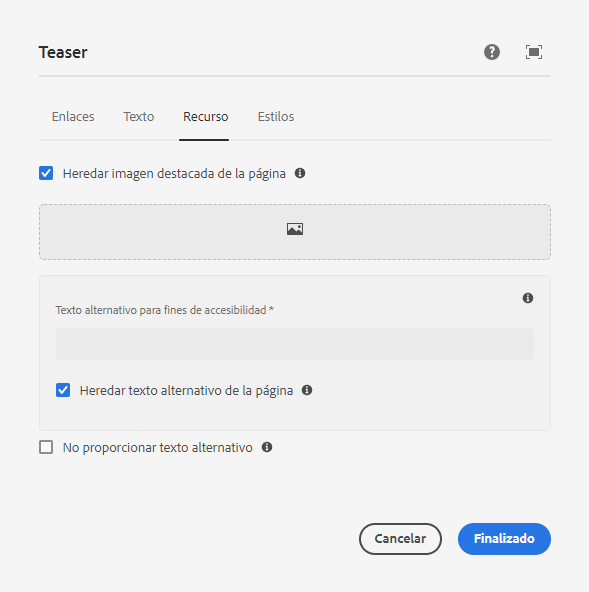 Teaser
Enlaces Texto Recurso Estilos
Heredar imagen destacada de la página
Texto alternativo para fines de accesibilidad *
Heredar texto alternativo de la página
No proporcionar texto alternativo
Cancelar Finalizado